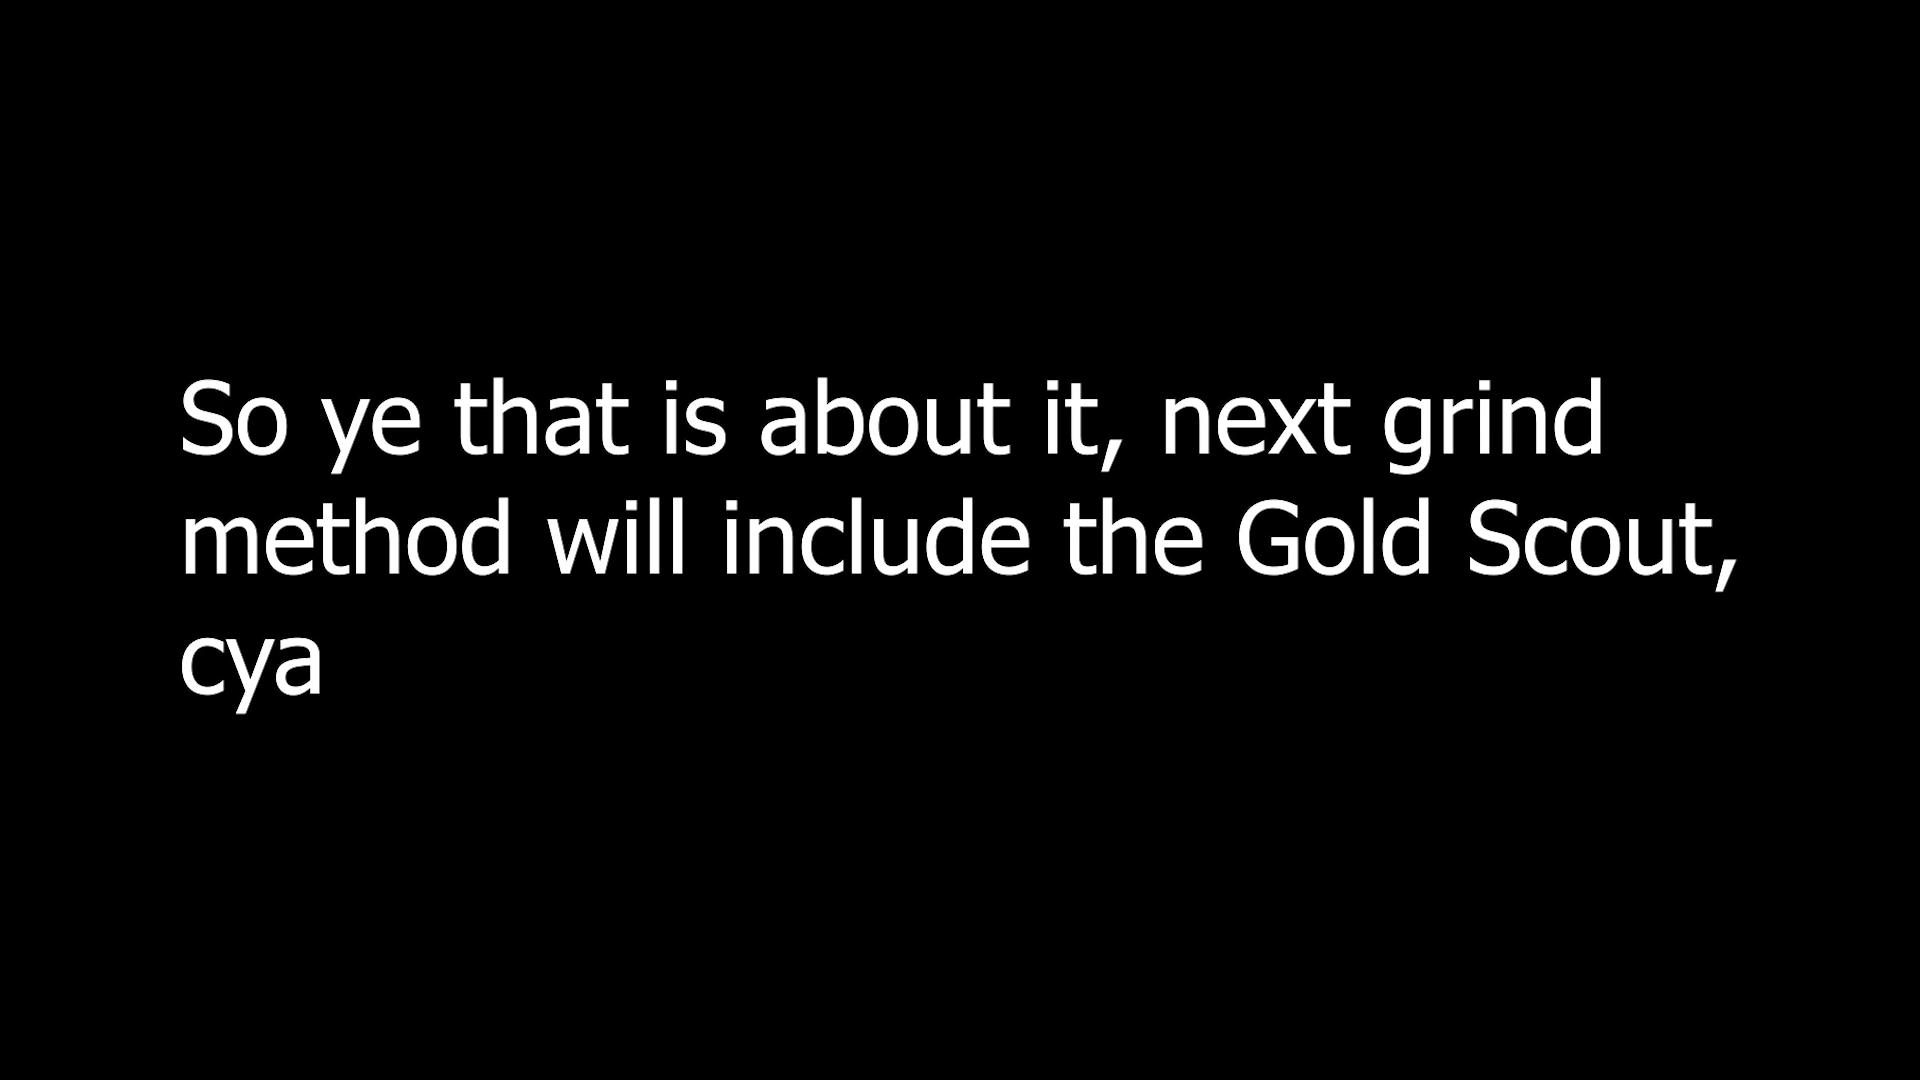 So ye that is about it, next grind
method will include the Gold Scout,
cya